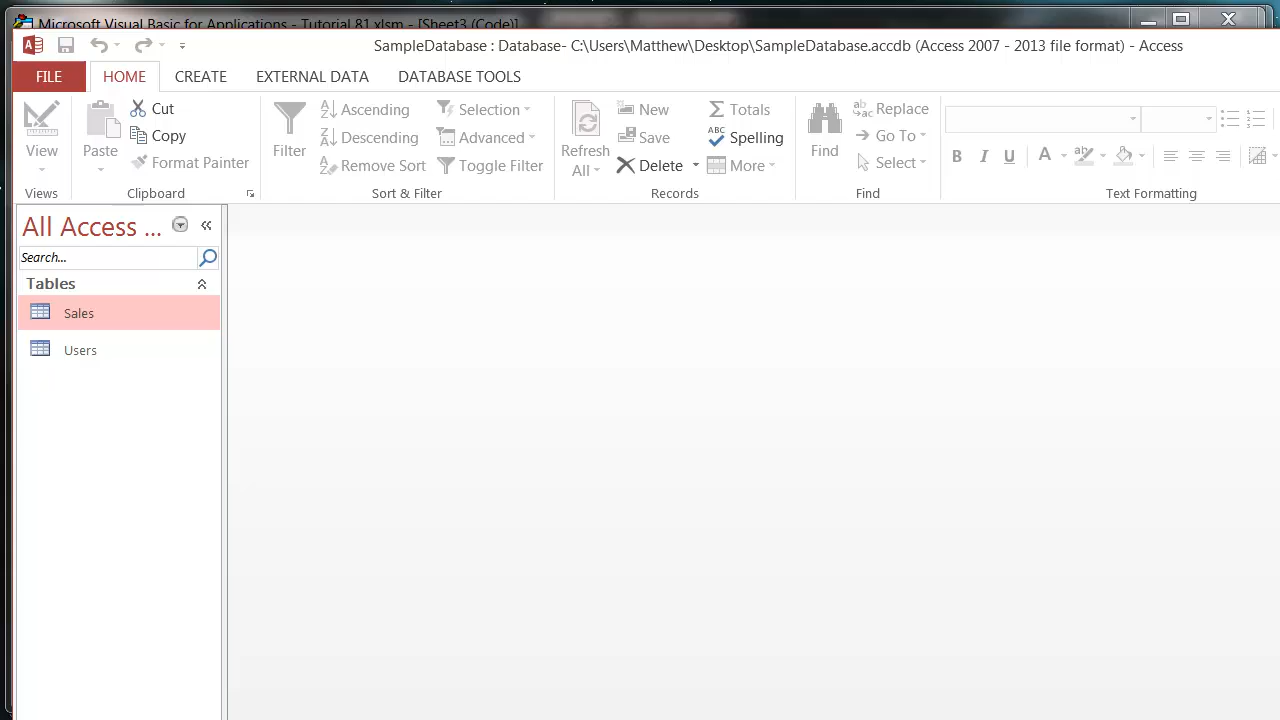 Microsoft Visual Basic for Applications - Tutorial 81.xlsm - [Sheet3 (Code)]
SampleDatabase : Database- C:\Users\Matthew\Desktop\SampleDatabase.accdb (Access 2007 - 2013 file format) - Access
FILE HOME CREATE EXTERNAL DATA DATABASE TOOLS
View
Views
Paste
Cut
Copy
Format Painter
Clipboard
Filter
Ascending
Descending
Remove Sort
Selection
Advanced
Toggle Filter
Sort & Filter
Refresh
All
New
Save
Delete
Totals
Spelling
More
Records
Find
Replace
Go To
Select
Find
B I U A
Text Formatting
All Access ...
Search...
Tables
Sales
Users